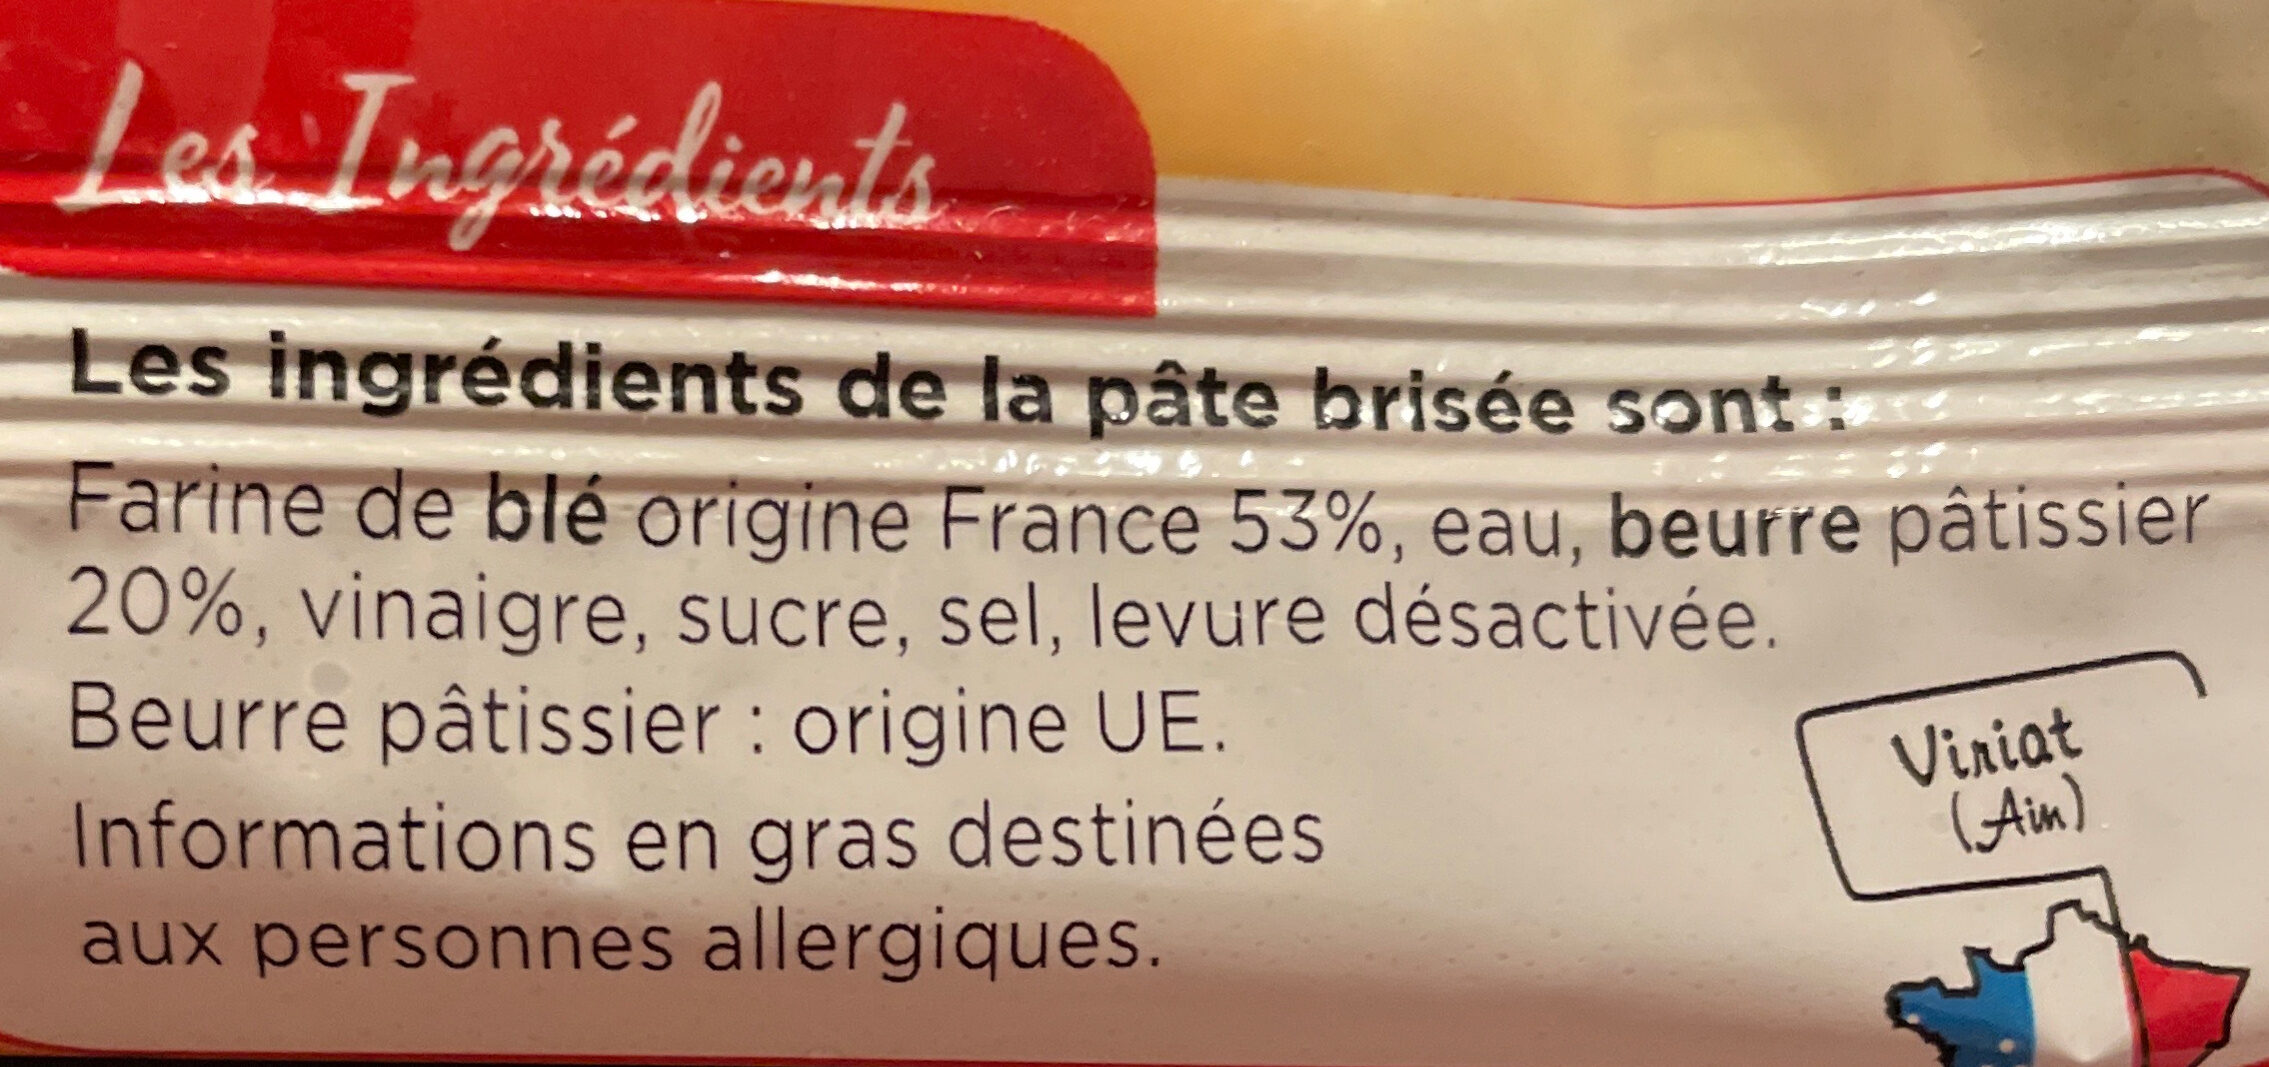 Les Ingrédients
Les ingrédients de la pâte brisée sont :
Farine de blé origine France 53%, eau, beurre pâtissier
20%, vinaigre, sucre, sel, levure désactivée.
Beurre pâtissier : origine UE.
Informations en gras destinées
aux personnes allergiques.
Viriat
(Ain)